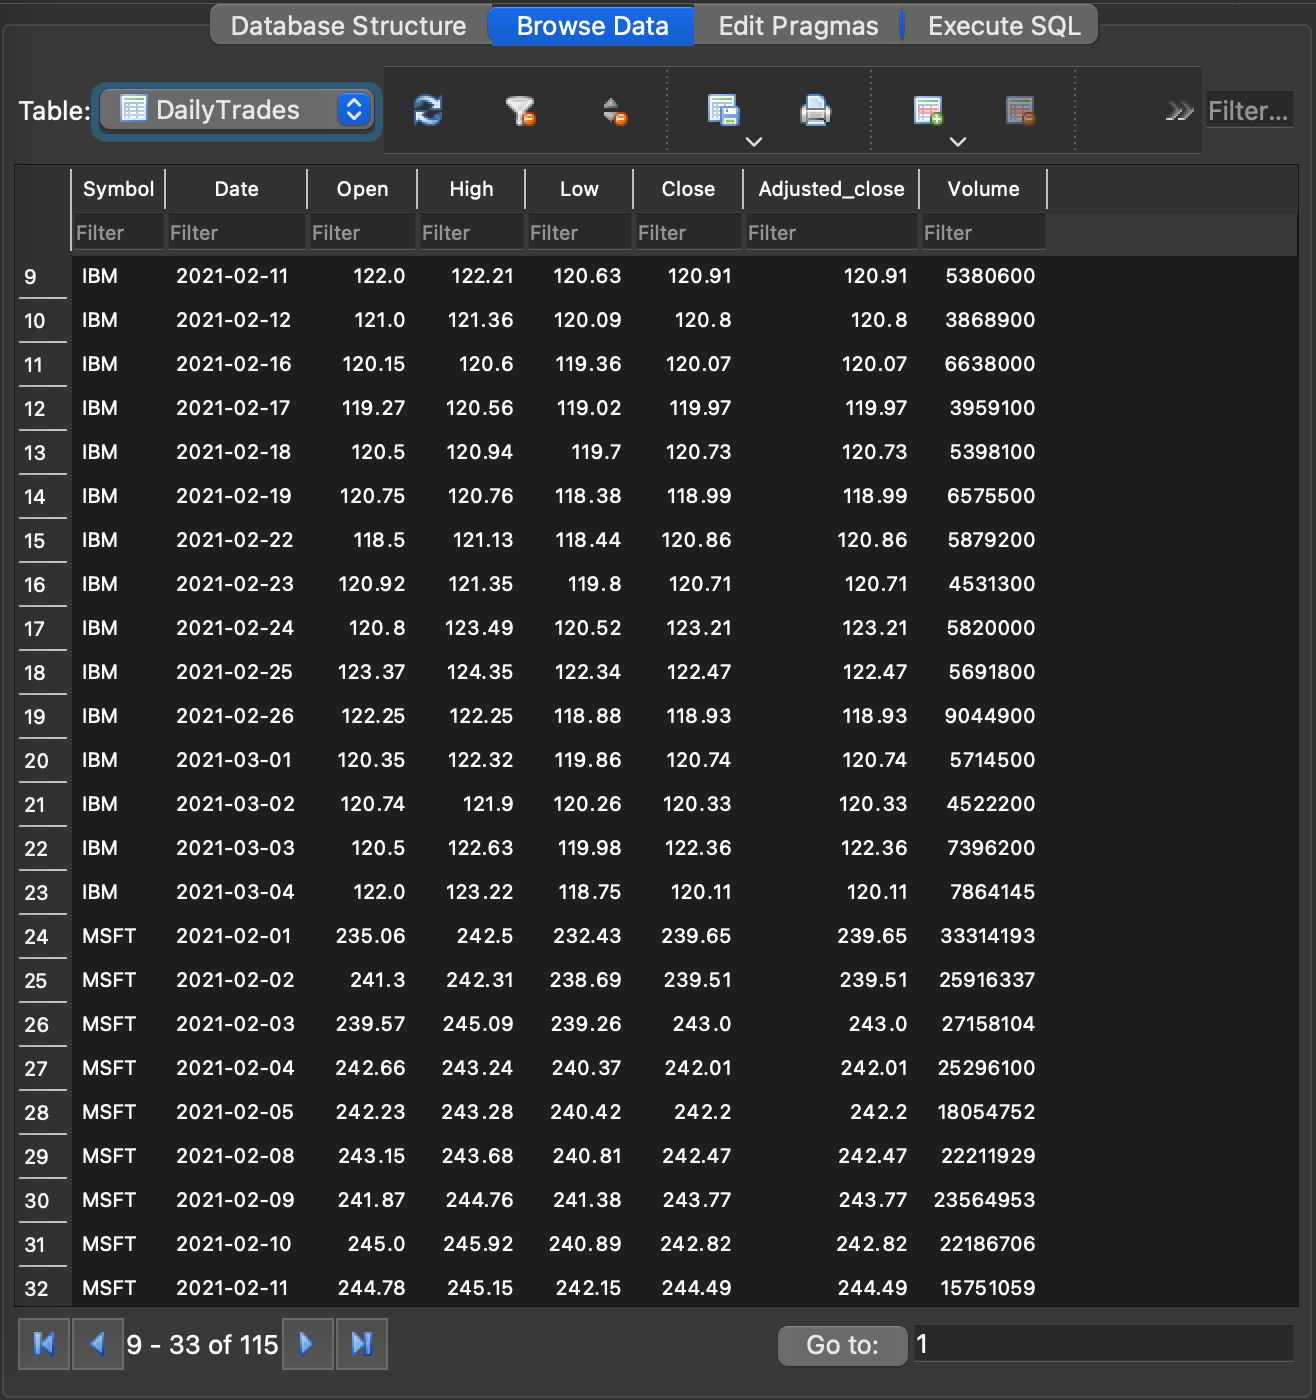 Database Structure Browse Data Edit Pragmas Execute SQL
Table: DailyTrades Filter...
Symbol Date Open High Low Close Adjusted_close Volume
Filter Filter Filter Filter Filter Filter Filter Filter
9 IBM 2021-02-11 122.0 122.21 120.63 120.91 120.91 5380600
10 IBM 2021-02-12 121.0 121.36 120.09 120.8 120.8 3868900
11 IBM 2021-02-16 120.15 120.6 119.36 120.07 120.07 6638000
12 IBM 2021-02-17 119.27 120.56 119.02 119.97 119.97 3959100
13 IBM 2021-02-18 120.5 120.94 119.7 120.73 120.73 5398100
14 IBM 2021-02-19 120.75 120.76 118.38 118.99 118.99 6575500
15 IBM 2021-02-22 118.5 121.13 118.44 120.86 120.86 5879200
16 IBM 2021-02-23 120.92 121.35 119.8 120.71 120.71 4531300
17 IBM 2021-02-24 120.8 123.49 120.52 123.21 123.21 5820000
18 IBM 2021-02-25 123.37 124.35 122.34 122.47 122.47 5691800
19 IBM 2021-02-26 122.25 122.25 118.88 118.93 118.93 9044900
20 IBM 2021-03-01 120.35 122.32 119.86 120.74 120.74 5714500
21 IBM 2021-03-02 120.74 121.9 120.26 120.33 120.33 4522200
22 IBM 2021-03-03 120.5 122.63 119.98 122.36 122.36 7396200
23 IBM 2021-03-04 122.0 123.22 118.75 120.11 120.11 7864145
24 MSFT 2021-02-01 235.06 242.5 232.43 239.65 239.65 33314193
25 MSFT 2021-02-02 241.3 242.31 238.69 239.51 239.51 25916337
26 MSFT 2021-02-03 239.57 245.09 239.26 243.0 243.0 27158104
27 MSFT 2021-02-04 242.66 243.24 240.37 242.01 242.01 25296100
28 MSFT 2021-02-05 242.23 243.28 240.42 242.2 242.2 18054752
29 MSFT 2021-02-08 243.15 243.68 240.81 242.47 242.47 22211929
30 MSFT 2021-02-09 241.87 244.76 241.38 243.77 243.77 23564953
31 MSFT 2021-02-10 245.0 245.92 240.89 242.82 242.82 22186706
32 MSFT 2021-02-11 244.78 245.15 242.15 244.49 244.49 15751059
9 - 33 of 115 Go to: 1